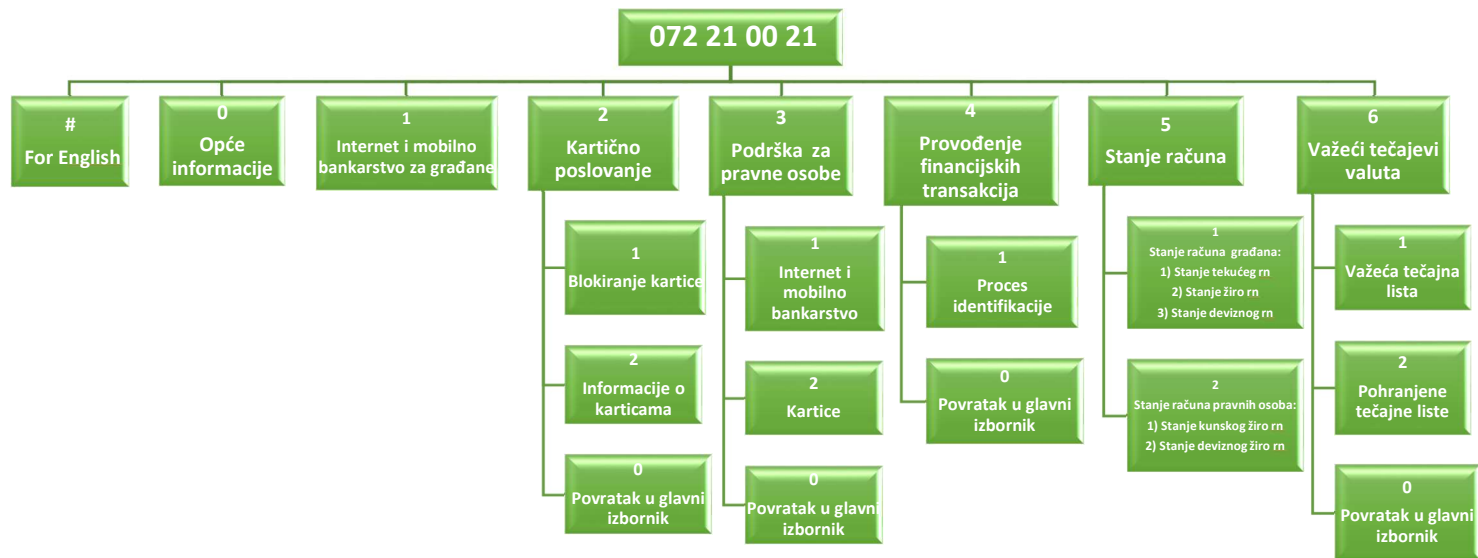 072 21 00 21
#
For English
0
Opće
informacije
1
Internet i mobilno
bankarstvo za građane
2
Kartično
poslovanje
1
Blokiranje kartice
2
Informacije o
karticama
0
Povratak u glavni
izbornik
3
Podrška za
pravne osobe
1
Internet i
mobilno
bankarstvo
2
Kartice
0
Povratak u glavni
izbornik
4
Provođenje
financijskih
transakcija
1
Proces
identifikacije
0
Povratak u glavni
izbornik
5
Stanje računa
1
Stanje računa građana:
1) Stanje tekućeg rn
2) Stanje žiro rn
3) Stanje deviznog rn
2
Stanje računa pravnih osoba:
1) Stanje kunskog žiro rn
2) Stanje deviznog žiro rn
6
Važeći tečajevi
valuta
1
Važeća tečajna
lista
2
Pohranjene
tečajne liste
0
Povratak u glavni
izbornik